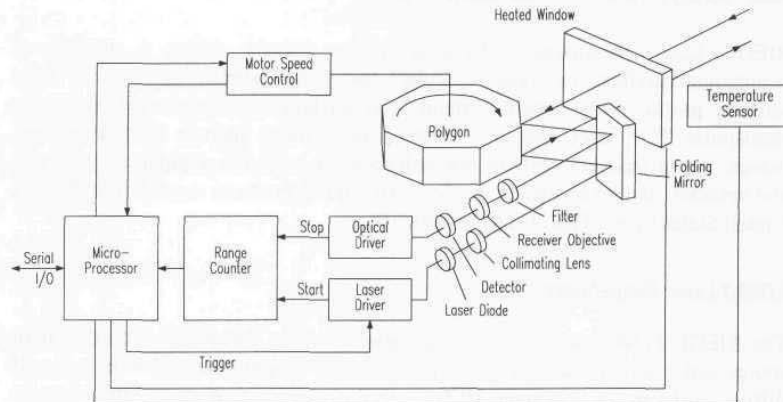 Heated Window
Motor Speed
Control
Temperature
Sensor
Polygon
Folding
Mirror
Filter
Receiver Objective
Collimating Lens
Detector
Laser Diode
Stop
Optical
Driver
Serial
I/O
Micro-
Processor
Range
Counter
Start
Laser
Driver
Trigger